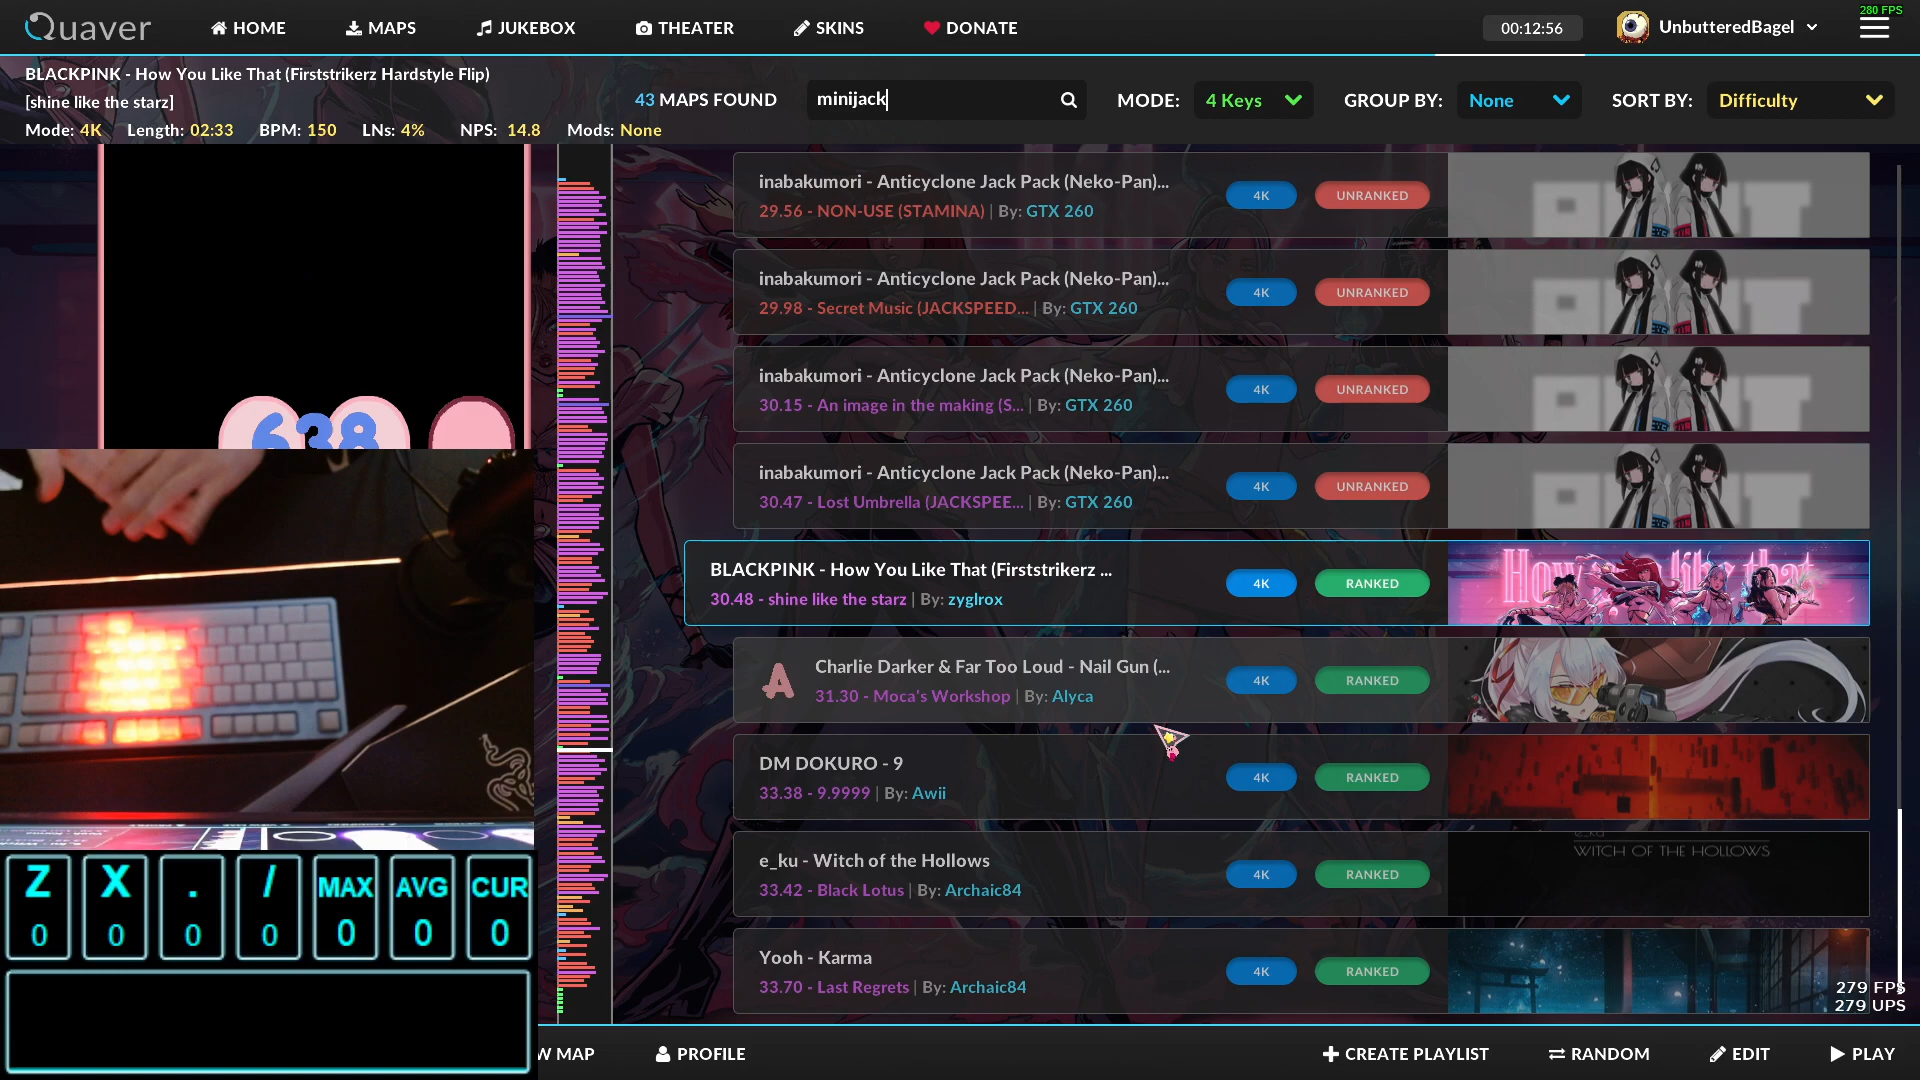 Quaver
HOME
MAPS
JUKEBOX
THEATER
SKINS
DONATE
00:12:56
UnbutteredBagel
280 FPS
BLACKPINK - How You Like That (Firststrikerz Hardstyle Flip)
[shine like the starz]
Mode: 4K Length: 02:33 BPM: 150 LNs: 4% NPS: 14.8 Mods: None
43 MAPS FOUND
minijack
MODE: 4 Keys
GROUP BY: None
SORT BY: Difficulty
inabakumori - Anticyclone Jack Pack (Neko-Pan)...
29.56 - NON-USE (STAMINA) | By: GTX 260
4K
UNRANKED
inabakumori - Anticyclone Jack Pack (Neko-Pan)...
29.98 - Secret Music (JACKSPEED... | By: GTX 260
4K
UNRANKED
inabakumori - Anticyclone Jack Pack (Neko-Pan)...
30.15 - An image in the making (S... | By: GTX 260
4K
UNRANKED
inabakumori - Anticyclone Jack Pack (Neko-Pan)...
30.47 - Lost Umbrella (JACKSPEE... | By: GTX 260
4K
UNRANKED
638
BLACKPINK - How You Like That (Firststrikerz ...
30.48 - shine like the starz | By: zyglrox
4K
RANKED
How you like that
A
Charlie Darker & Far Too Loud - Nail Gun (...
31.30 - Moca's Workshop | By: Alyca
4K
RANKED
DM DOKURO - 9
33.38 - 9.9999 | By: Awii
4K
RANKED
e_ku - Witch of the Hollows
33.42 - Black Lotus | By: Archaic84
4K
RANKED
e_ku
WITCH OF THE HOLLOWS
Yooh - Karma
33.70 - Last Regrets | By: Archaic84
4K
RANKED
279 FPS
279 UPS
Z X . / MAX AVG CUR
0 0 0 0 0 0 0
W MAP
PROFILE
CREATE PLAYLIST
RANDOM
EDIT
PLAY